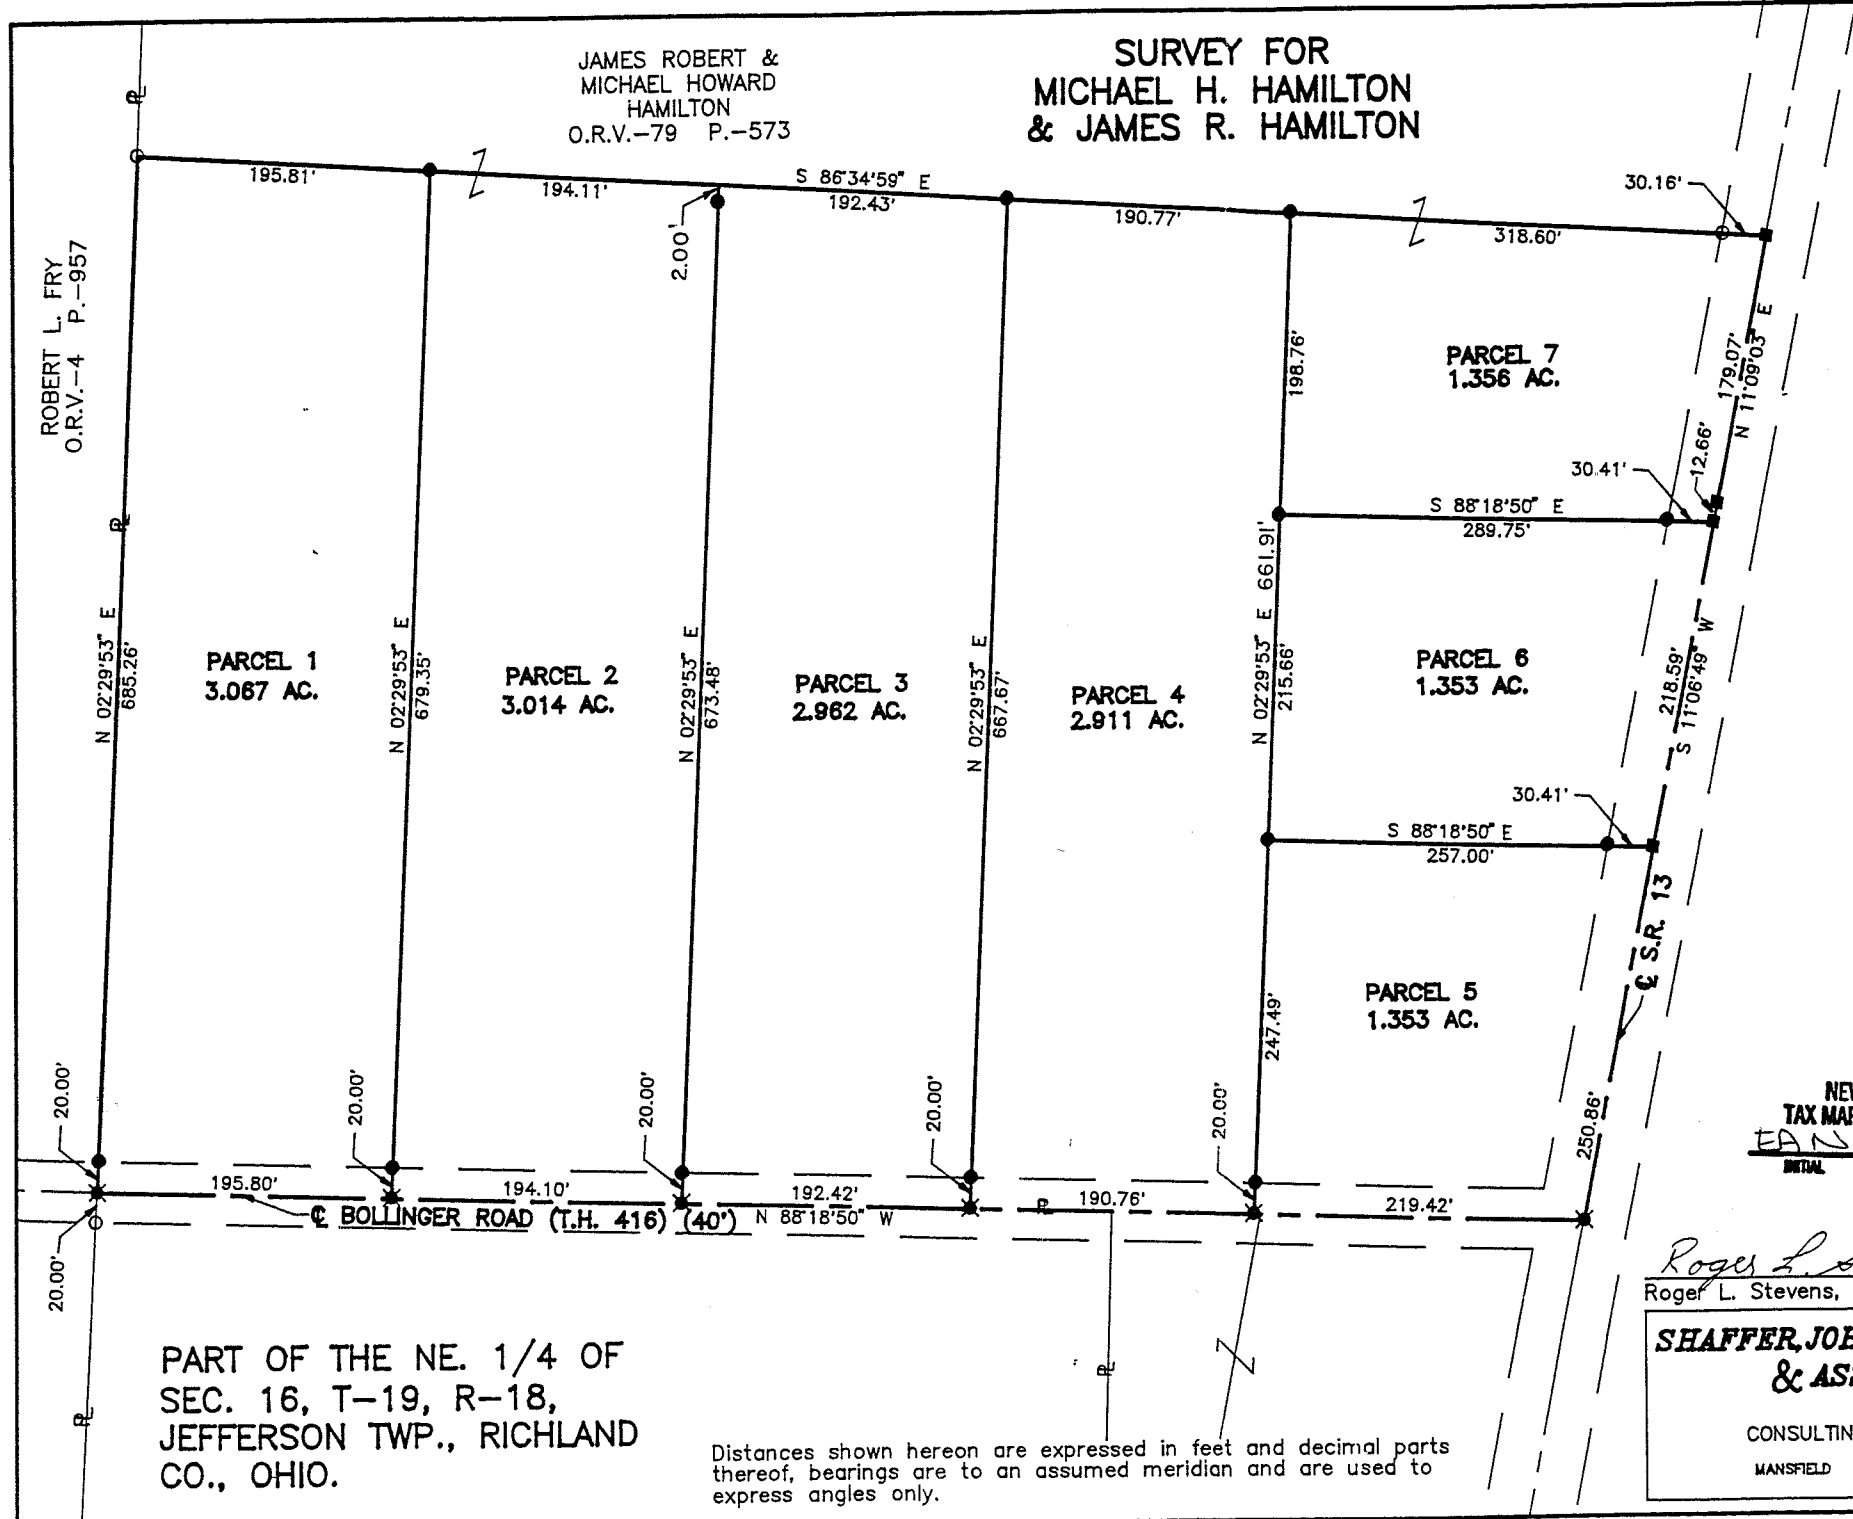 JAMES ROBERT &
MICHAEL HOWARD
HAMILTON
O.R.V.-79 P.-573
SURVEY FOR
MICHAEL H. HAMILTON
& JAMES R. HAMILTON
195.81'
194.11'
S 86°34'59" E
192.43'
190.77'
318.60'
30.16'
2.00'
ROBERT L. FRY
O.R.V.-4 P.-957
198.76'
PARCEL 7
1.356 AC.
179.07'
N 11°09'03" E
12.66'
30.41'
S 88°18'50" E
289.75'
N 02°29'53" E
685.26'
PARCEL 1
3.067 AC.
N 02°29'53" E
679.35'
PARCEL 2
3.014 AC.
N 02°29'53" E
673.48'
PARCEL 3
2.962 AC.
N 02°29'53" E
667.67'
PARCEL 4
2.911 AC.
N 02°29'53" E 661.91'
215.66'
PARCEL 6
1.353 AC.
218.59'
S 11°06'49" W
30.41'
S 88°18'50" E
257.00'
℄ S.R. 13
PARCEL 5
1.353 AC.
247.49'
250.86'
20.00'
20.00'
20.00'
20.00'
20.00'
195.80'
194.10'
192.42'
190.76'
219.42'
℄ BOLLINGER ROAD (T.H. 416) (40') N 88°18'50" W
20.00'
TAX MAP
INITIAL
Roger L.
Roger L. Stevens,
SHAFFER, JOH
& ASS
CONSULTIN
MANSFIELD
PART OF THE NE. 1/4 OF
SEC. 16, T-19, R-18,
JEFFERSON TWP., RICHLAND
CO., OHIO.
Distances shown hereon are expressed in feet and decimal parts
thereof, bearings are to an assumed meridian and are used to
express angles only.